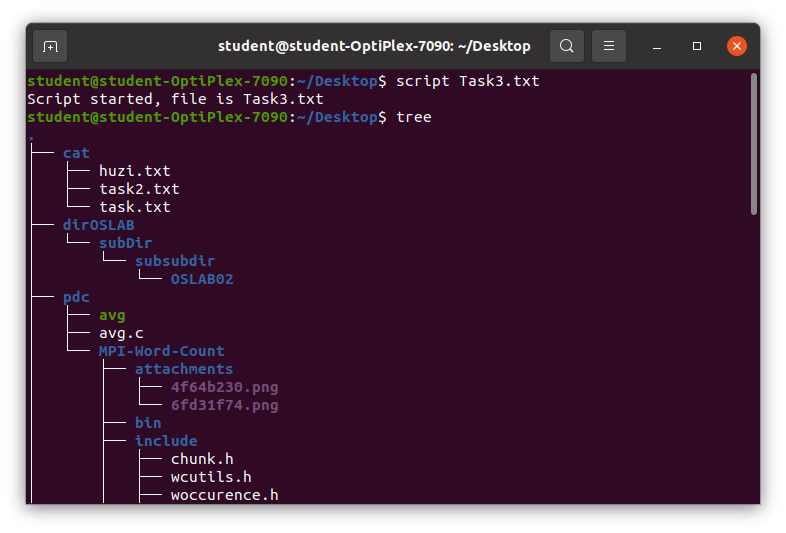 student@student-OptiPlex-7090: ~/Desktop
student@student-OptiPlex-7090:~/Desktop$ script Task3.txt
Script started, file is Task3.txt
student@student-OptiPlex-7090:~/Desktop$ tree
.
├── cat
│   ├── huzi.txt
│   ├── task2.txt
│   └── task.txt
├── dirOSLAB
│   └── subDir
│       └── subsubdir
│           └── OSLAB02
├── pdc
│   ├── avg
│   ├── avg.c
│   └── MPI-Word-Count
│       ├── attachments
│       │   ├── 4f64b230.png
│       │   └── 6fd31f74.png
│       ├── bin
│       ├── include
│       │   ├── chunk.h
│       │   ├── wcutils.h
│       │   ├── woccurence.h